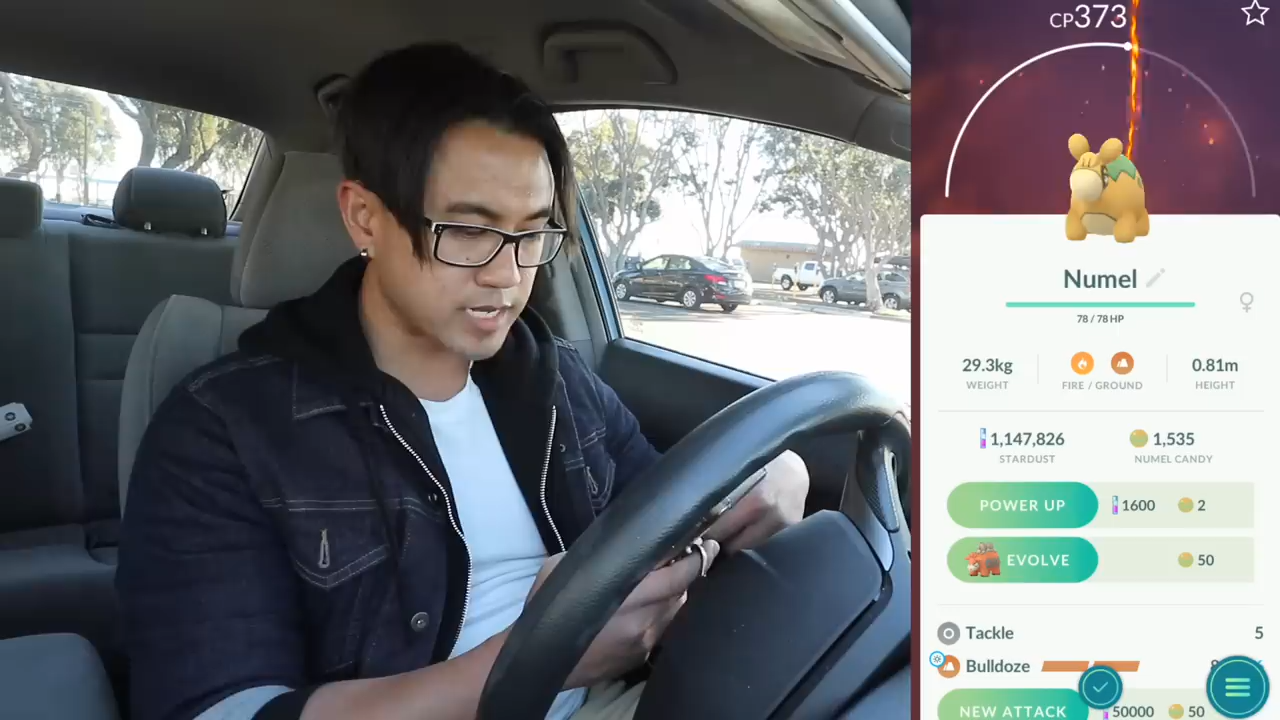 CP373
Numel
78 / 78 HP
29.3kg
WEIGHT
FIRE / GROUND
0.81m
HEIGHT
1,147,826
STARDUST
1,535
NUMEL CANDY
POWER UP 1600 2
EVOLVE 50
Tackle 5
Bulldoze
NEW ATTACK 50000 50